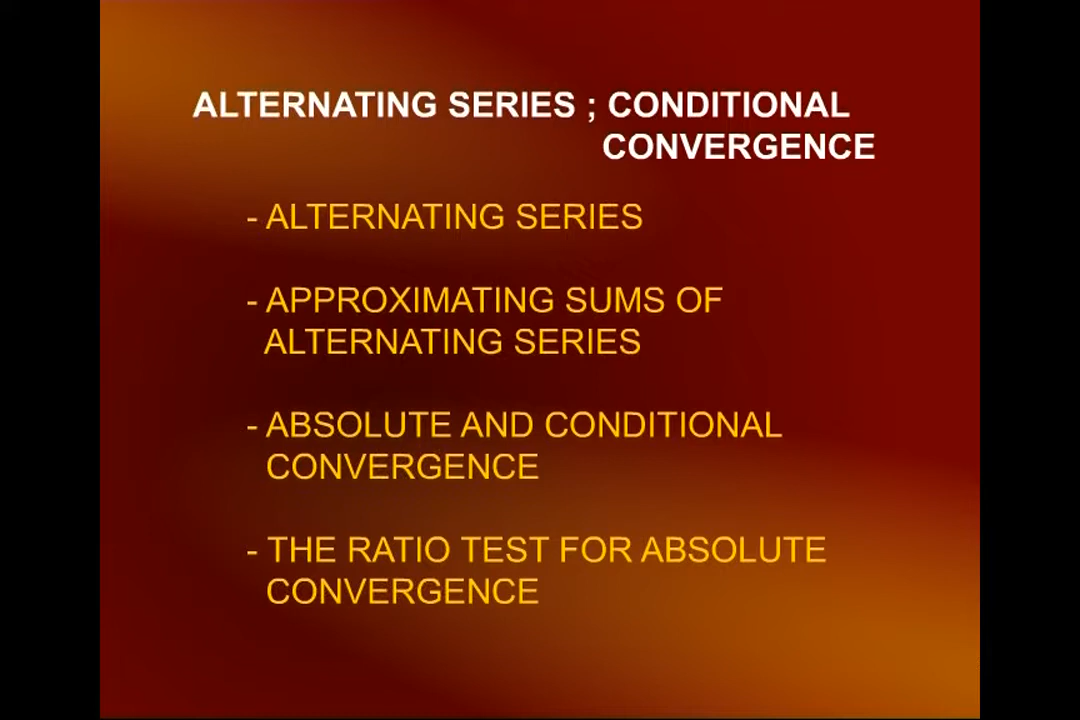 ALTERNATING SERIES ; CONDITIONAL
CONVERGENCE
- ALTERNATING SERIES
- APPROXIMATING SUMS OF
ALTERNATING SERIES
- ABSOLUTE AND CONDITIONAL
CONVERGENCE
- THE RATIO TEST FOR ABSOLUTE
CONVERGENCE